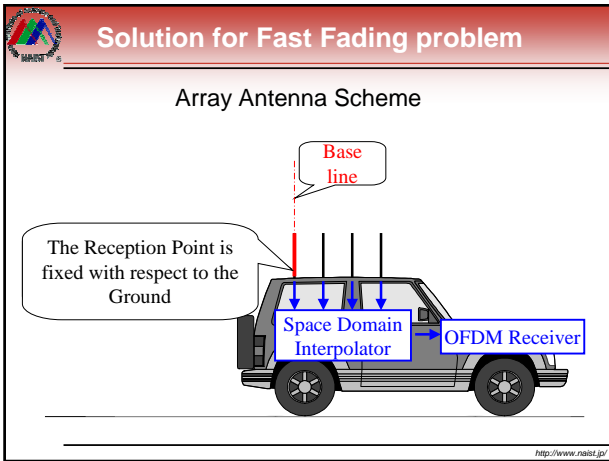 Solution for Fast Fading problem
Array Antenna Scheme
Base
line
The Reception Point is
fixed with respect to the
Ground
Space Domain
Interpolator
OFDM Receiver
http://www.naist.jp/